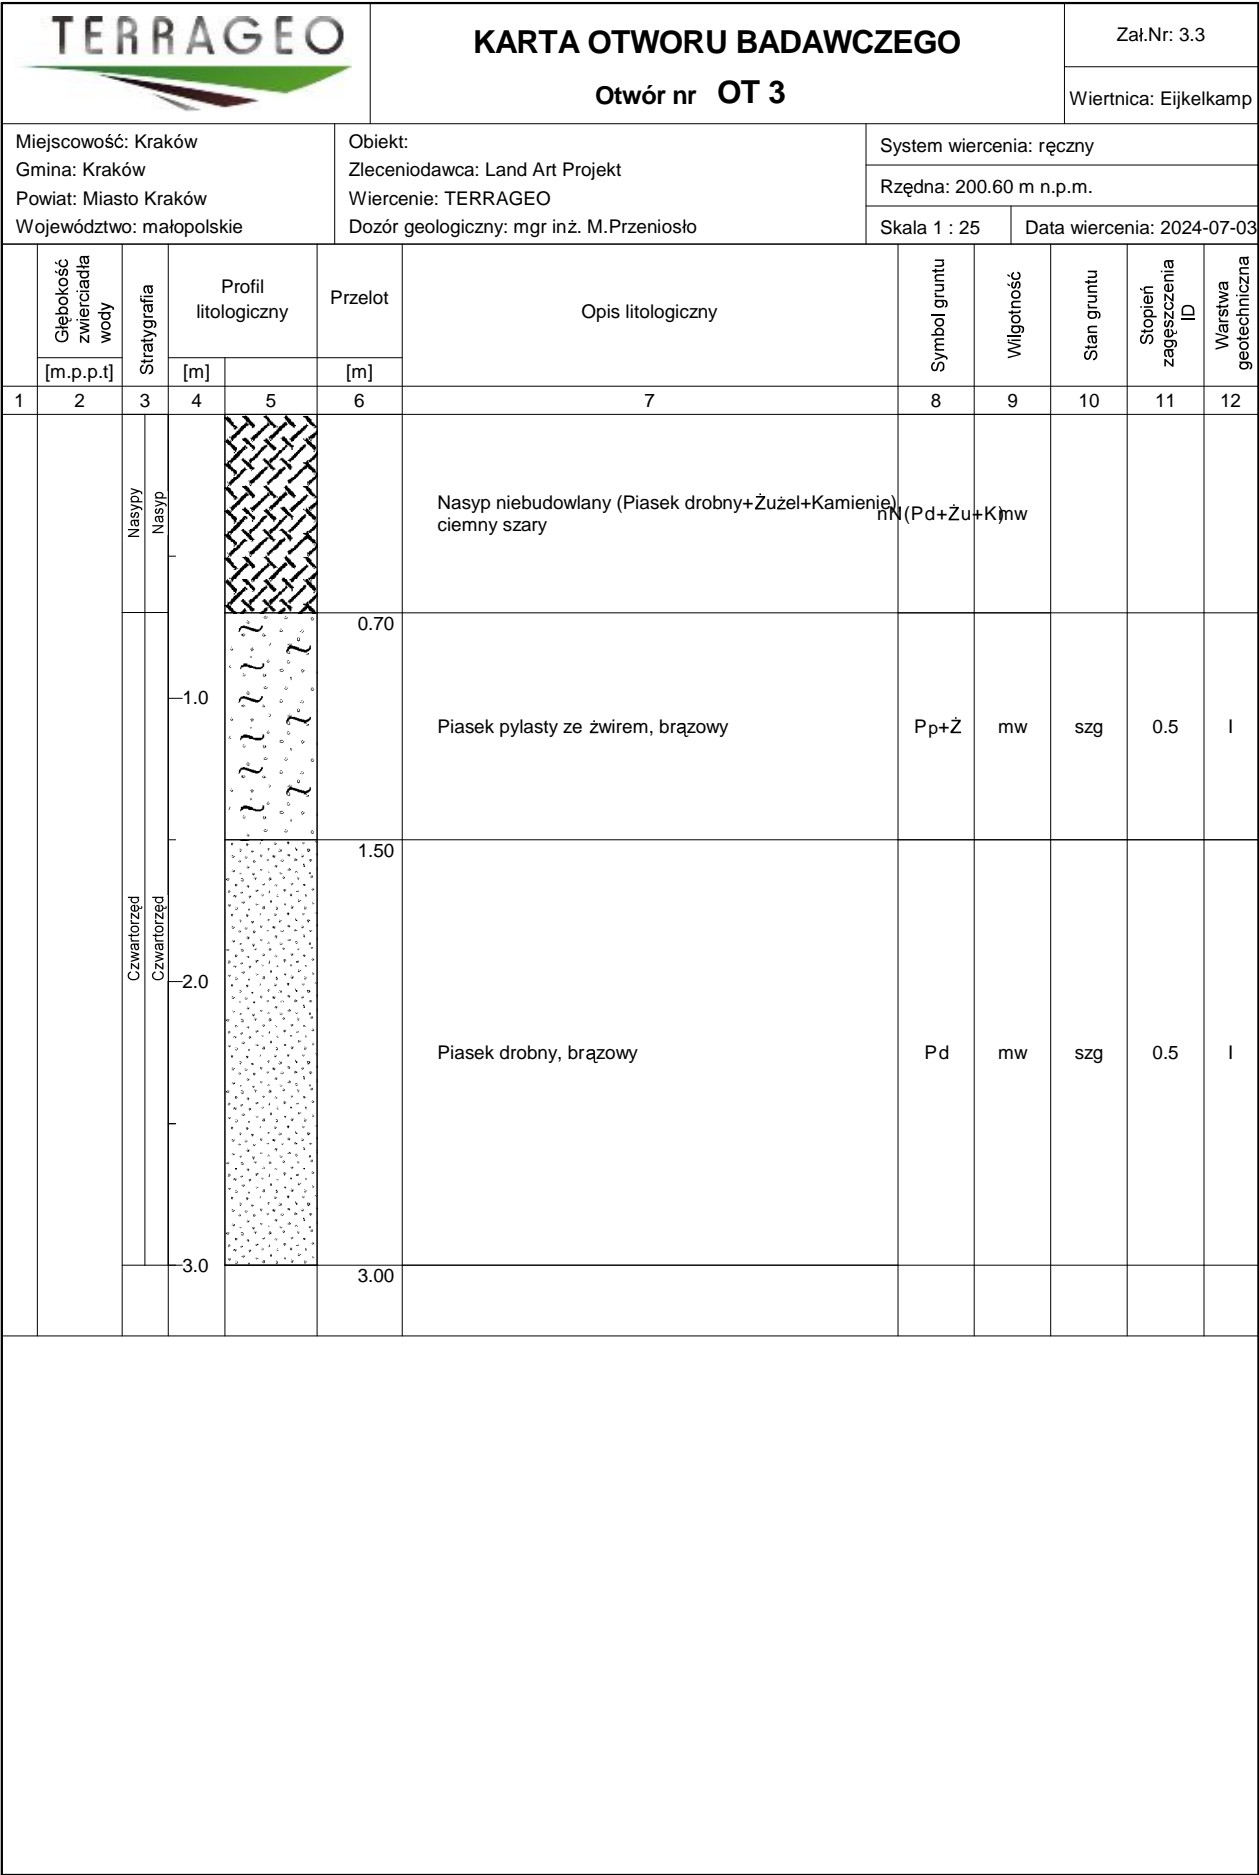 TERRAGEO
KARTA OTWORU BADAWCZEGO
Otwór nr OT 3
Zał.Nr: 3.3
Wiertnica: Eijkelkamp
Miejscowość: Kraków
Gmina: Kraków
Powiat: Miasto Kraków
Województwo: małopolskie
Obiekt:
Zleceniodawca: Land Art Projekt
Wiercenie: TERRAGEO
Dozór geologiczny: mgr inż. M.Przeniosło
System wiercenia: ręczny
Rzędna: 200.60 m n.p.m.
Skala 1 : 25
Data wiercenia: 2024-07-03
Głębokość
zwierciadła
wody
[m.p.p.t]
Stratygrafia
Profil
litologiczny
[m]
Przelot
[m]
Opis litologiczny
Symbol gruntu
Wilgotność
Stan gruntu
Stopień
zagęszczenia
ID
Warstwa
geotechniczna
1 2 3 4 5 6 7 8 9 10 11 12
Nasypy
Nasyp
Nasyp niebudowlany (Piasek drobny+Żużel+Kamienie)
ciemny szary
nN(Pd+Żu+K) mw
0.70
1.0
Piasek pylasty ze żwirem, brązowy Pp+Ż mw szg 0.5 I
1.50
Czwartorzęd
Czwartorzęd
2.0
Piasek drobny, brązowy Pd mw szg 0.5 I
3.0
3.00